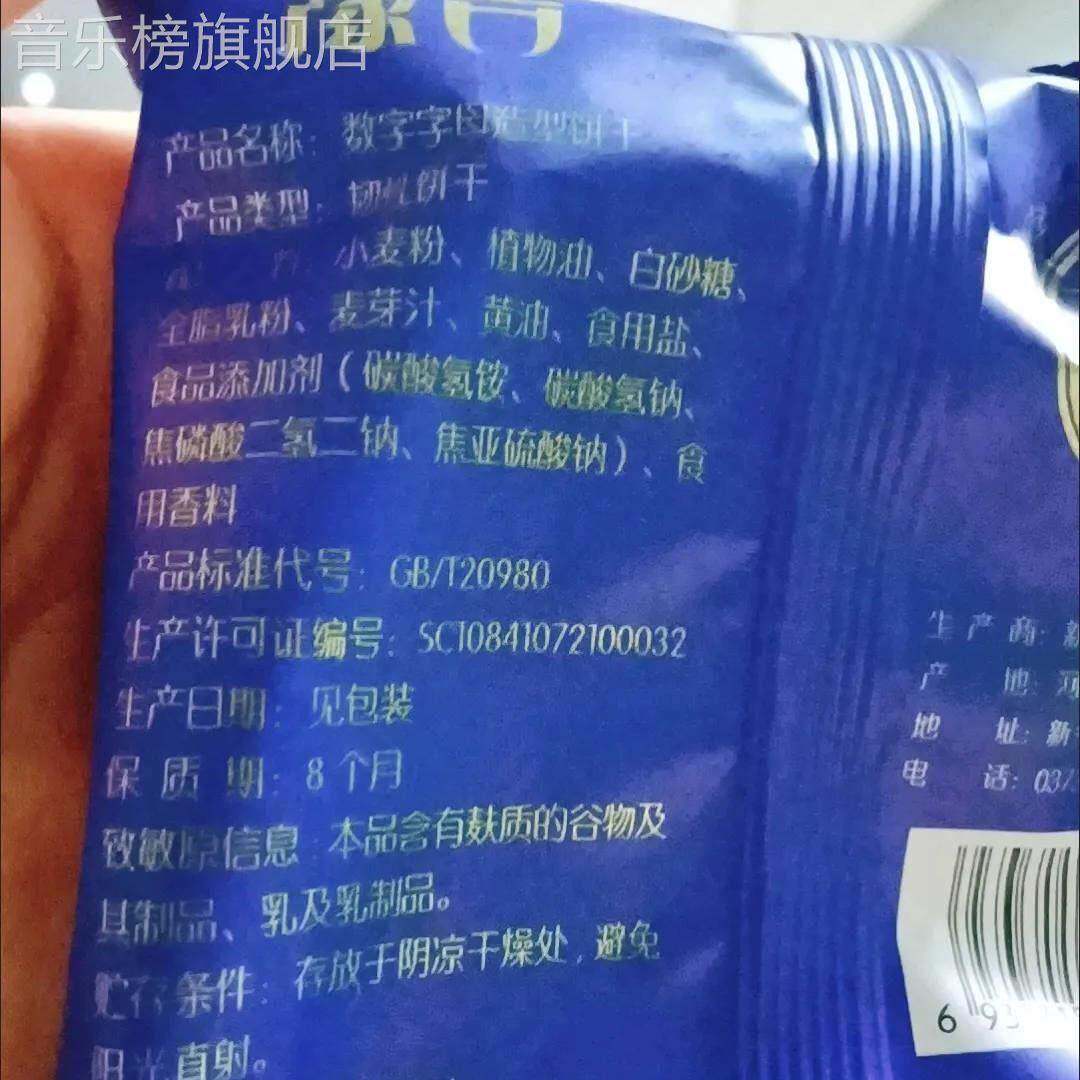 音乐榜旗舰店
产品名称：数字字母造型饼干
产品类型：韧性饼干
小麦粉、植物油、白砂糖、
全脂乳粉、麦芽汁、黄油、食用盐、
食品添加剂（碳酸氢铵、碳酸氢钠、
焦磷酸二氢二钠、焦亚硫酸钠）、食
用香料
产品标准代号：GB/T20980
生产许可证编号：SC10841072100032
生产日期：见包装
保质期：8个月
致敏原信息 本品含有麸质的谷物及
其制品、乳及乳制品。
贮存条件：存放于阴凉干燥处，避免
阳光直射。
生产商：新
产地：河
地址：新
电话：037
6 93